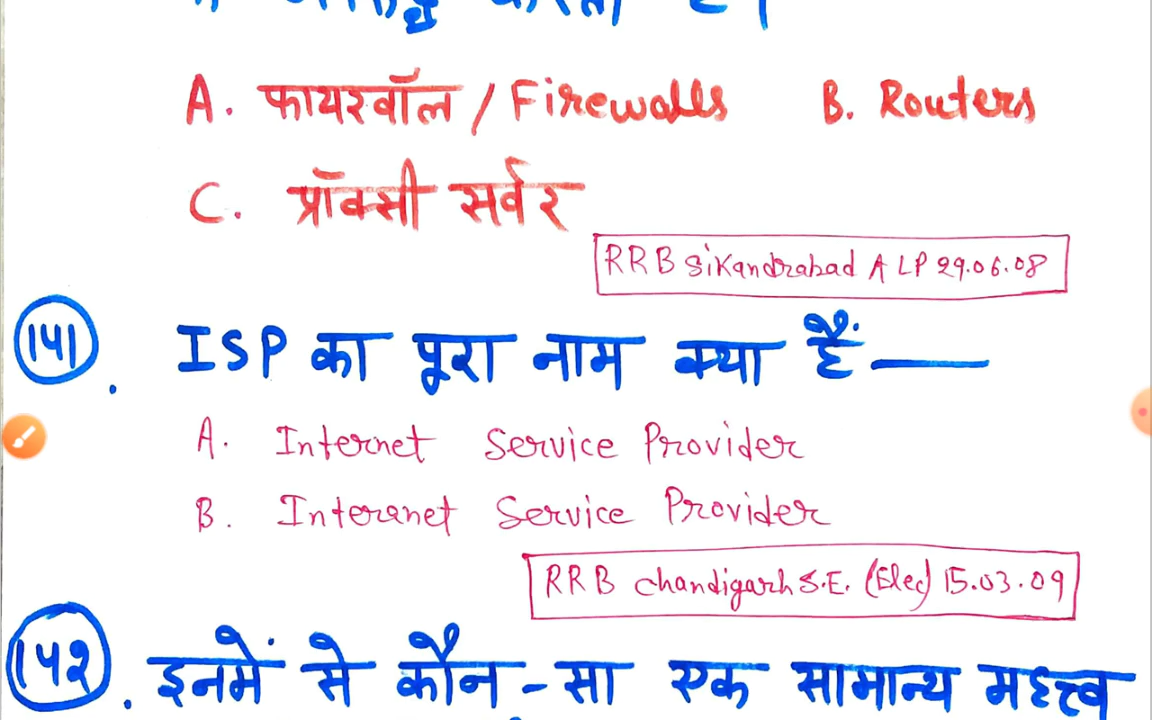 A. फायरवॉल / Firewalls B. Routers
C. प्रॉक्सी सर्वर
RRB Sikandrabad ALP 29.06.08
141. ISP का पूरा नाम क्या हैं —
A. Internet Service Provider
B. Interanet Service Provider
RRB Chandigarh S.E. (Elec) 15.03.09
142. इनमें से कौन-सा एक सामान्य महत्त्व